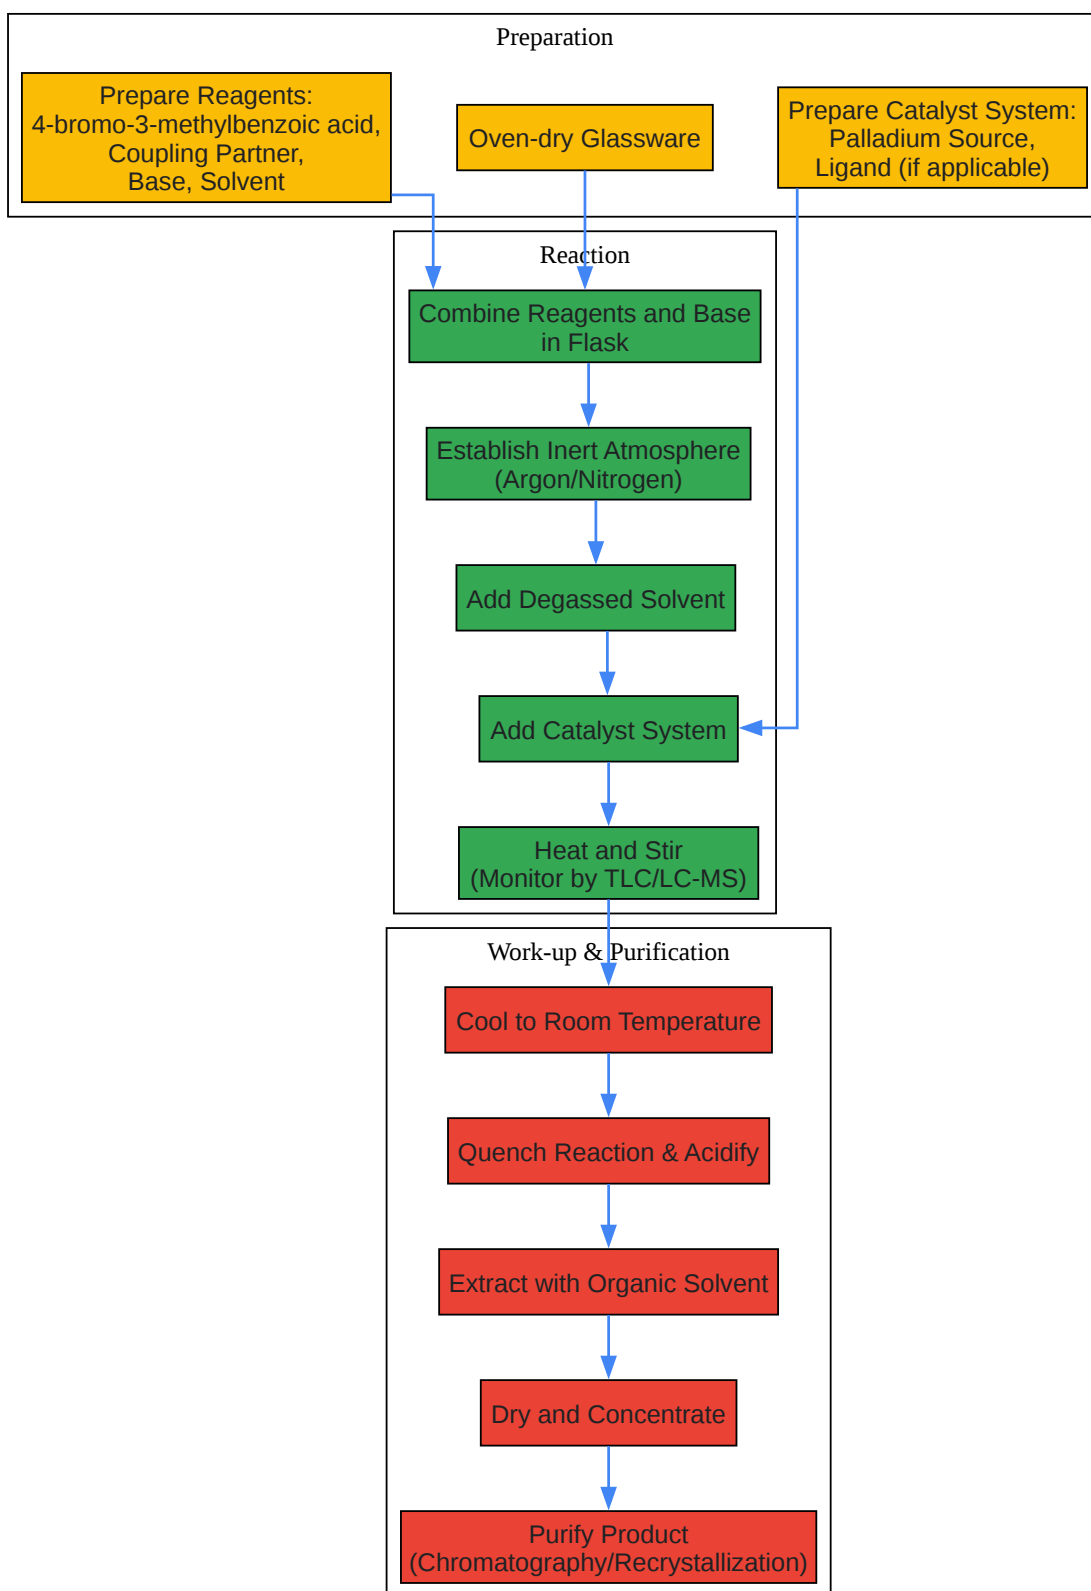 Preparation
Prepare Reagents:
4-bromo-3-methylbenzoic acid,
Coupling Partner,
Base, Solvent
Oven-dry Glassware
Prepare Catalyst System:
Palladium Source,
Ligand (if applicable)
Reaction
Combine Reagents and Base
in Flask
Establish Inert Atmosphere
(Argon/Nitrogen)
Add Degassed Solvent
Add Catalyst System
Heat and Stir
(Monitor by TLC/LC-MS)
Work-up & Purification
Cool to Room Temperature
Quench Reaction & Acidify
Extract with Organic Solvent
Dry and Concentrate
Purify Product
(Chromatography/Recrystallization)